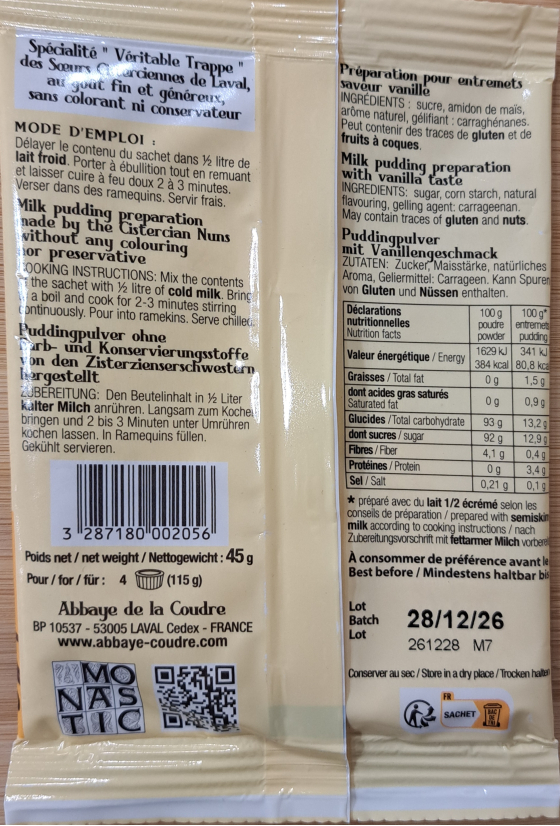 Spécialité " Véritable Trappe "
des Sœurs Cisterciennes de Laval,
au goût fin et généreux,
sans colorant ni conservateur
MODE D'EMPLOI :
Délayer le contenu du sachet dans ½ litre de
lait froid. Porter à ébullition tout en remuant
et laisser cuire à feu doux 2 à 3 minutes.
Verser dans des ramequins. Servir frais.
Milk pudding preparation
made by the Cistercian Nuns
without any colouring
nor preservative
COOKING INSTRUCTIONS: Mix the contents
the sachet with ½ litre of cold milk. Bring
a boil and cook for 2-3 minutes stirring
continuously. Pour into ramekins. Serve chilled.
Puddingpulver ohne
Farb- und Konservierungsstoffe
von den Zisterzienserschwestern
hergestellt
ZUBEREITUNG: Den Beutelinhalt in ½ Liter
kalter Milch anrühren. Langsam zum Kochen
bringen und 2 bis 3 Minuten unter Umrühren
kochen lassen. In Ramequins füllen.
Gekühlt servieren.
3 287180 002056
Poids net / net weight / Nettogewicht : 45 g
Pour / for / für : 4 (115 g)
Abbaye de la Coudre
BP 10537 - 53005 LAVAL Cedex - FRANCE
www.abbaye-coudre.com
MO
NAS
TIC
Préparation pour entremets
saveur vanille
INGRÉDIENTS : sucre, amidon de maïs,
arôme naturel, gélifiant : carraghénanes.
Peut contenir des traces de gluten et de
fruits à coques.
Milk pudding preparation
with vanilla taste
INGREDIENTS: sugar, corn starch, natural
flavouring, gelling agent: carrageenan.
May contain traces of gluten and nuts.
Puddingpulver
mit Vanillengeschmack
ZUTATEN: Zucker, Maisstärke, natürliches
Aroma, Geliermittel: Carrageen. Kann Spuren
von Gluten und Nüssen enthalten.
Déclarations nutritionnelles Nutrition facts 100 g poudre powder 100 g* entremets pudding
Valeur énergétique / Energy 1629 kJ 384 kcal 341 kJ 80,8 kcal
Graisses / Total fat 0 g 1,5 g
dont acides gras saturés Saturated fat 0 g 0,9 g
Glucides / Total carbohydrate 93 g 13,2 g
dont sucres / sugar 92 g 12,9 g
Fibres / Fiber 4,1 g 0,4 g
Protéines / Protein 0 g 3,4 g
Sel / Salt 0,21 g 0,1 g
* préparé avec du lait 1/2 écrémé selon les
conseils de préparation / prepared with semiskim
milk according to cooking instructions / nach
Zubereitungsvorschrift mit fettarmer Milch vorberei
À consommer de préférence avant le
Best before / Mindestens haltbar bis
Lot
Batch
Lot
28/12/26
261228 M7
Conserver au sec / Store in a dry place / Trocken halten
FR
SACHET
BAC
DE
TRI